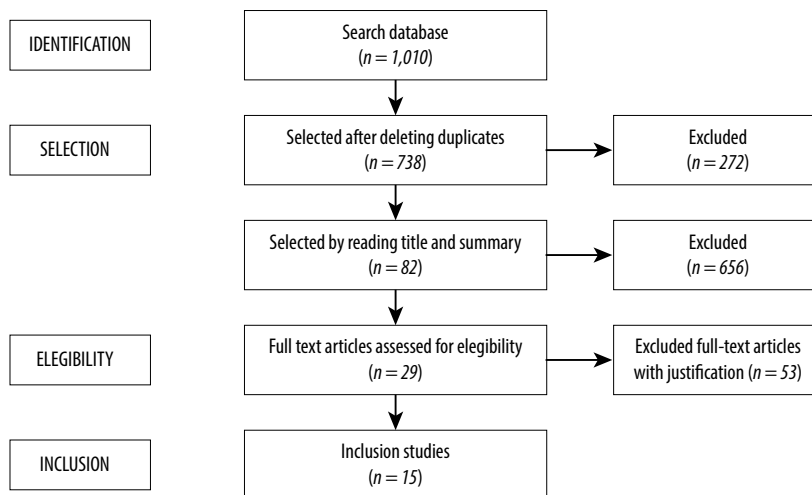 IDENTIFICATION
Search database
(n = 1,010)
SELECTION
Selected after deleting duplicates
(n = 738)
Excluded
(n = 272)
Selected by reading title and summary
(n = 82)
Excluded
(n = 656)
ELEGIBILITY
Full text articles assessed for elegibility
(n = 29)
Excluded full-text articles
with justification (n = 53)
INCLUSION
Inclusion studies
(n = 15)